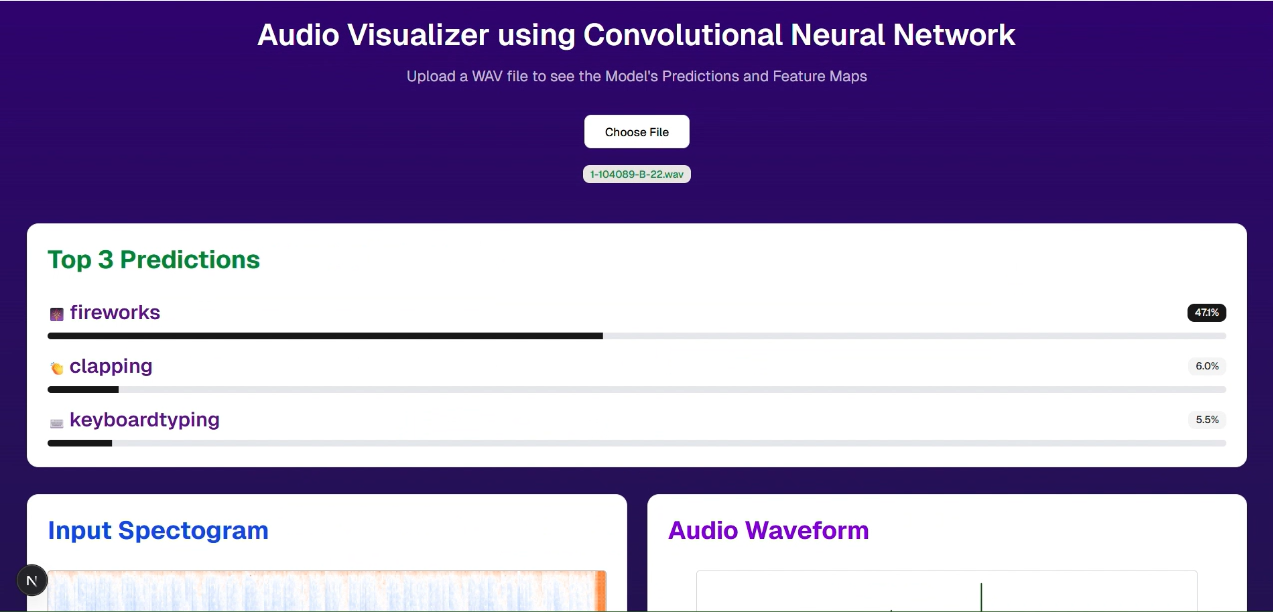 Audio Visualizer using Convolutional Neural Network
Upload a WAV file to see the Model's Predictions and Feature Maps
Choose File
1-104089-B-22.wav
Top 3 Predictions
fireworks 47.1%
clapping 6.0%
keyboardtyping 5.5%
Input Spectogram
Audio Waveform
N